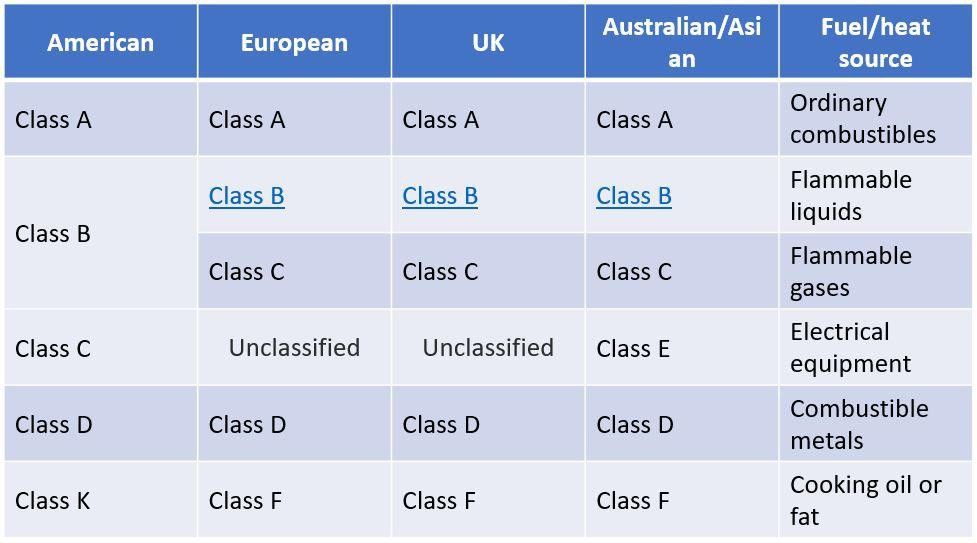 American European UK Australian/Asi
an Fuel/heat
source
Class A Class A Class A Class A Ordinary
combustibles
Class B Class B Class B Class B Flammable
liquids
Class C Class C Class C Flammable
gases
Class C Unclassified Unclassified Class E Electrical
equipment
Class D Class D Class D Class D Combustible
metals
Class K Class F Class F Class F Cooking oil or
fat